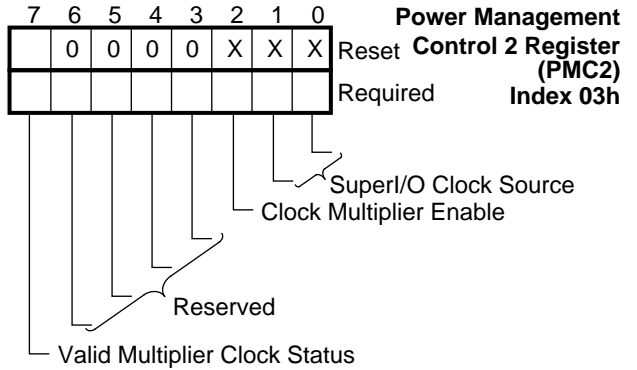 7 6 5 4 3 2 1 0
Power Management
0 0 0 0 X X X Reset
Control 2 Register
(PMC2)
Required
Index 03h
SuperI/O Clock Source
Clock Multiplier Enable
Reserved
Valid Multiplier Clock Status